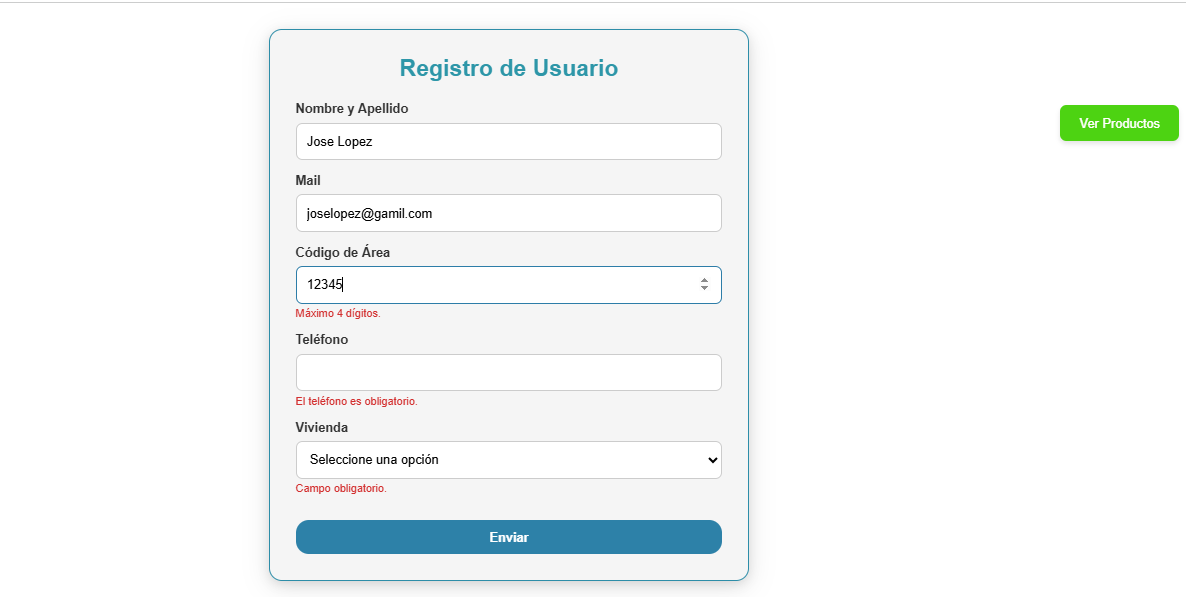 Registro de Usuario
Nombre y Apellido
Jose Lopez
Ver Productos
Mail
joselopez@gamil.com
Código de Área
12345
Máximo 4 dígitos.
Teléfono
El teléfono es obligatorio.
Vivienda
Seleccione una opción
Campo obligatorio.
Enviar